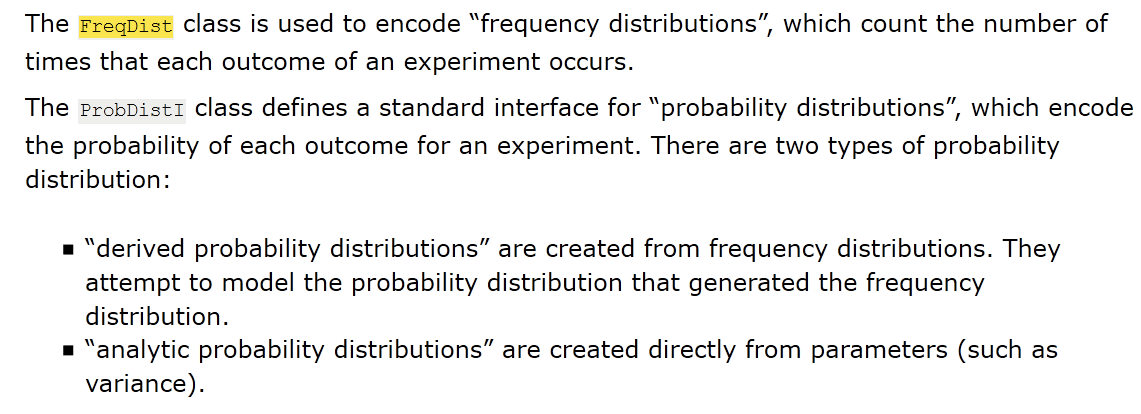 The FreqDist class is used to encode “frequency distributions”, which count the number of
times that each outcome of an experiment occurs.
The ProbDistI class defines a standard interface for “probability distributions”, which encode
the probability of each outcome for an experiment. There are two types of probability
distribution:
▪ “derived probability distributions” are created from frequency distributions. They
attempt to model the probability distribution that generated the frequency
distribution.
▪ “analytic probability distributions” are created directly from parameters (such as
variance).